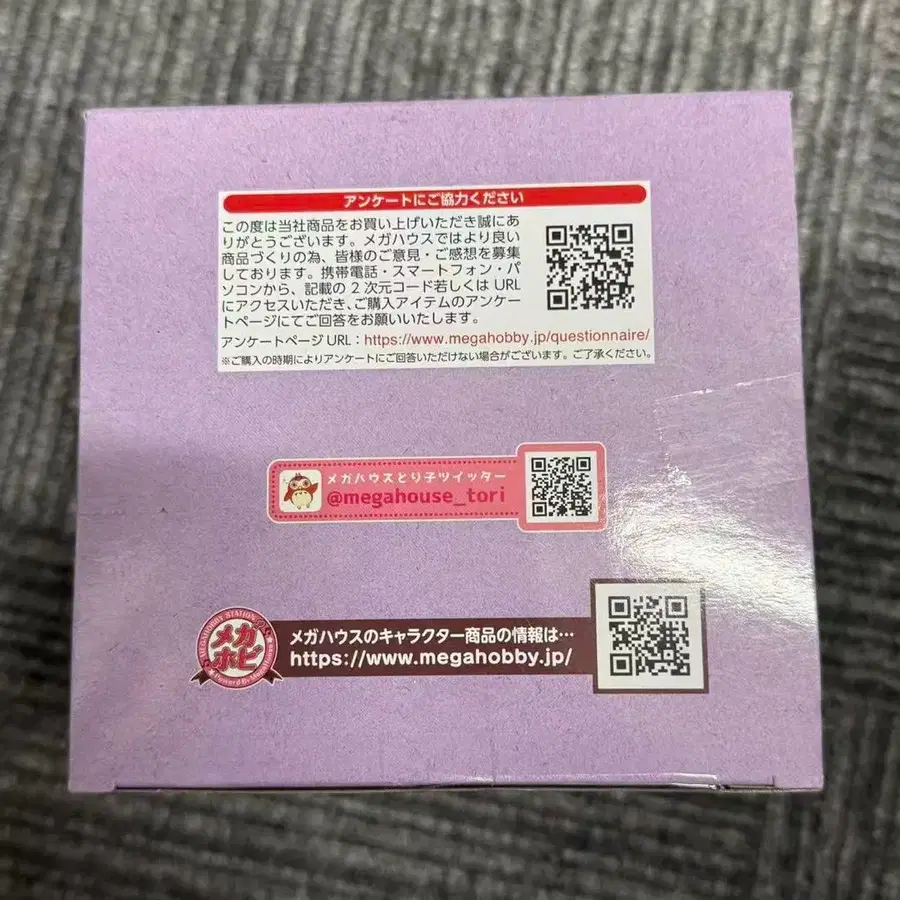 アンケートにご協力ください
この度は当社商品をお買い上げいただき誠にあ
りがとうございます。メガハウスではより良い
商品づくりの為、皆様のご意見・ご感想を募集
しております。携帯電話・スマートフォン・パ
ソコンから、記載の 2 次元コード若しくは URL
にアクセスいただき、ご購入アイテムのアンケー
トページにてご回答をお願いいたします。
アンケートページ URL：https://www.megahobby.jp/questionnaire/
※ご購入の時期によりアンケートにご回答いただけない場合がございます。ご了承ください。
メガハウスとり子ツイッター
@megahouse_tori
MEGAHOBBY STATION
メガ
ホビ
Powered By MegaHouse
メガハウスのキャラクター商品の情報は…
https://www.megahobby.jp/